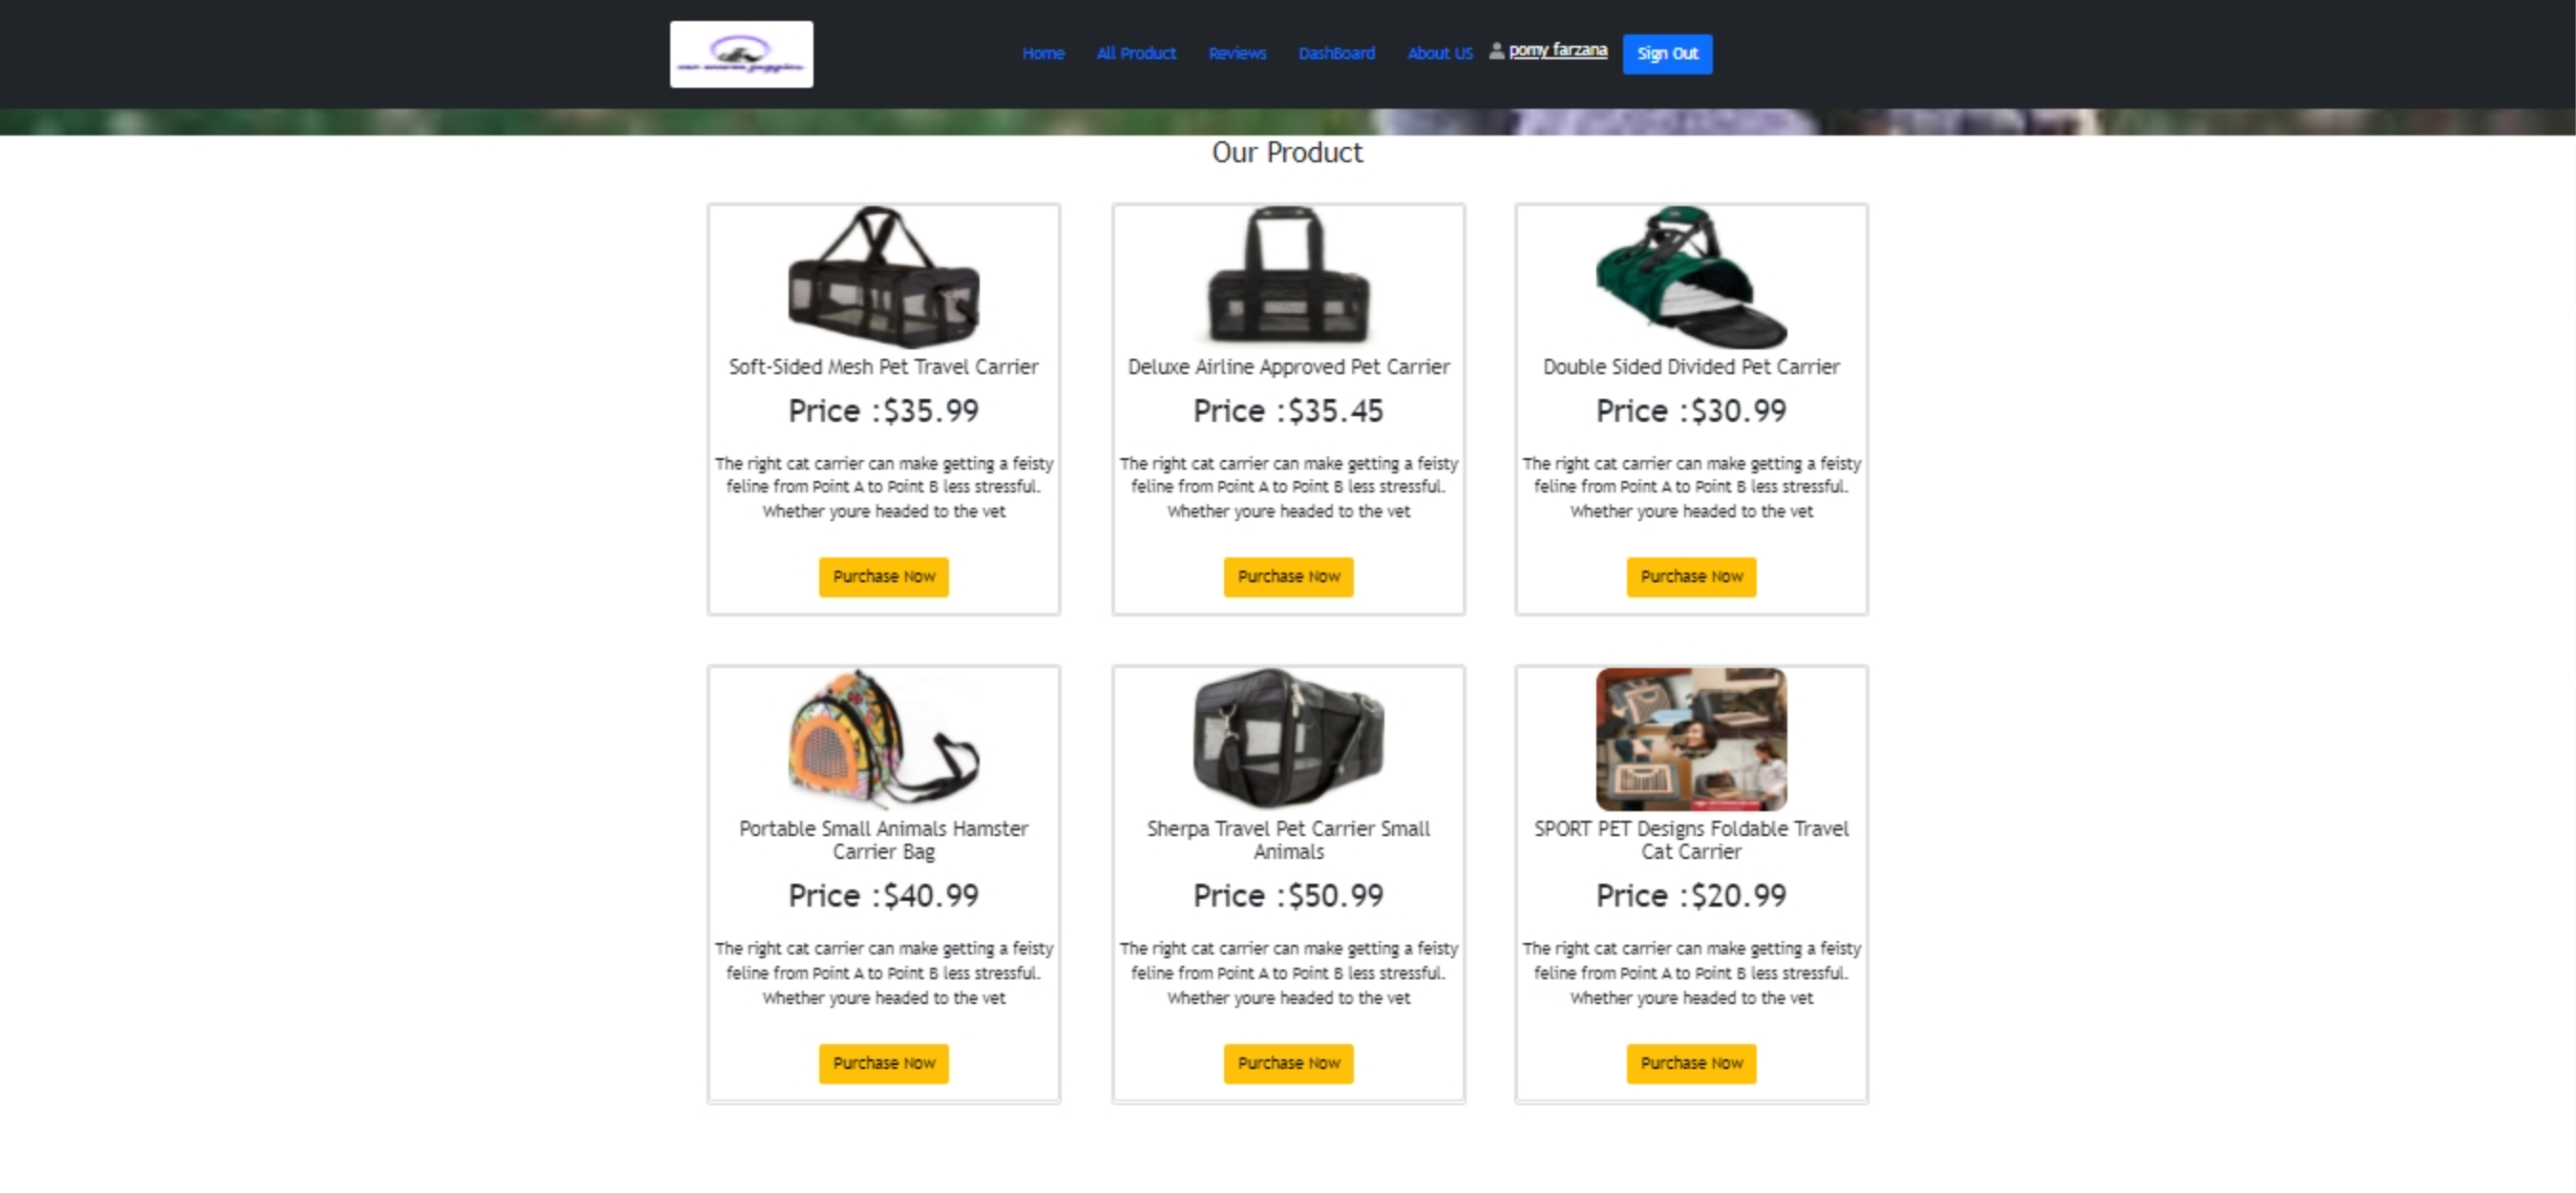 Home All Product Reviews DashBoard About US pomy farzana Sign Out
Our Product
Soft-Sided Mesh Pet Travel Carrier
Price :$35.99
The right cat carrier can make getting a feisty
feline from Point A to Point B less stressful.
Whether youre headed to the vet
Purchase Now
Deluxe Airline Approved Pet Carrier
Price :$35.45
The right cat carrier can make getting a feisty
feline from Point A to Point B less stressful.
Whether youre headed to the vet
Purchase Now
Double Sided Divided Pet Carrier
Price :$30.99
The right cat carrier can make getting a feisty
feline from Point A to Point B less stressful.
Whether youre headed to the vet
Purchase Now
Portable Small Animals Hamster
Carrier Bag
Price :$40.99
The right cat carrier can make getting a feisty
feline from Point A to Point B less stressful.
Whether youre headed to the vet
Purchase Now
Sherpa Travel Pet Carrier Small
Animals
Price :$50.99
The right cat carrier can make getting a feisty
feline from Point A to Point B less stressful.
Whether youre headed to the vet
Purchase Now
SPORT PET Designs Foldable Travel
Cat Carrier
Price :$20.99
The right cat carrier can make getting a feisty
feline from Point A to Point B less stressful.
Whether youre headed to the vet
Purchase Now